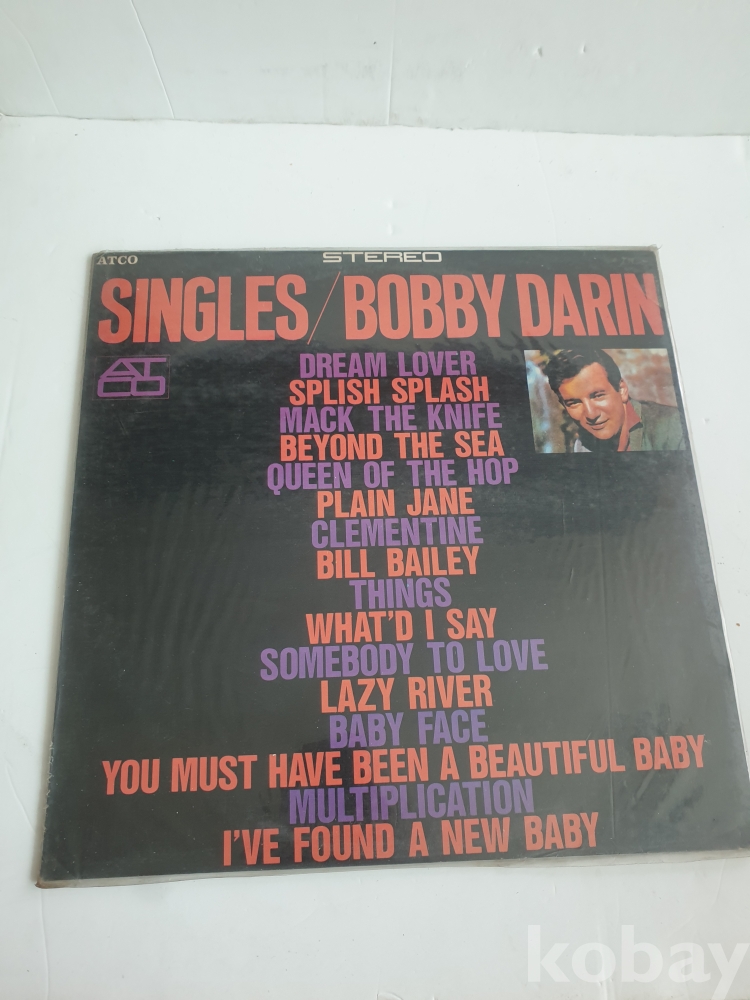 ATCO
STEREO
SINGLES/BOBBY DARIN
ATCO
DREAM LOVER
SPLISH SPLASH
MACK THE KNIFE
BEYOND THE SEA
QUEEN OF THE HOP
PLAIN JANE
CLEMENTINE
BILL BAILEY
THINGS
WHAT'D I SAY
SOMEBODY TO LOVE
LAZY RIVER
BABY FACE
YOU MUST HAVE BEEN A BEAUTIFUL BABY
MULTIPLICATION
I'VE FOUND A NEW BABY
kobay